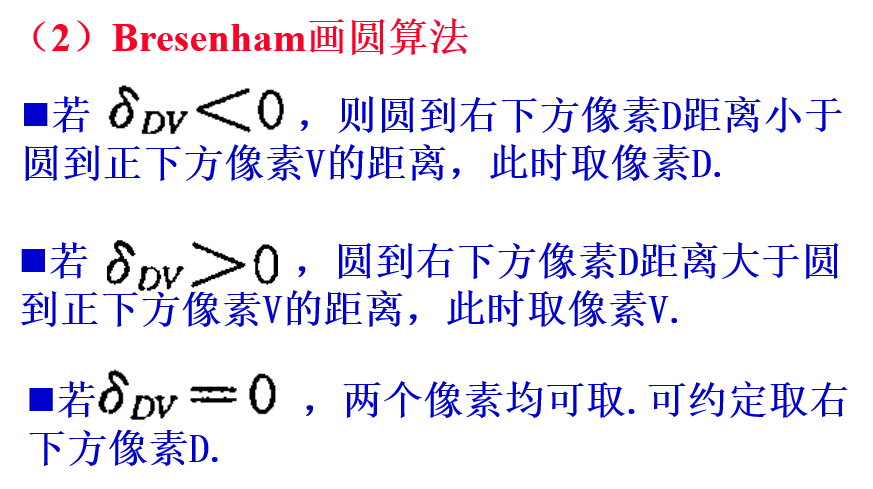 （2）Bresenham画圆算法
■若 δDV<0 ，则圆到右下方像素D距离小于
圆到正下方像素V的距离，此时取像素D.
■若 δDV>0 ，圆到右下方像素D距离大于圆
到正下方像素V的距离，此时取像素V.
■若δDV=0 ，两个像素均可取.可约定取右
下方像素D.